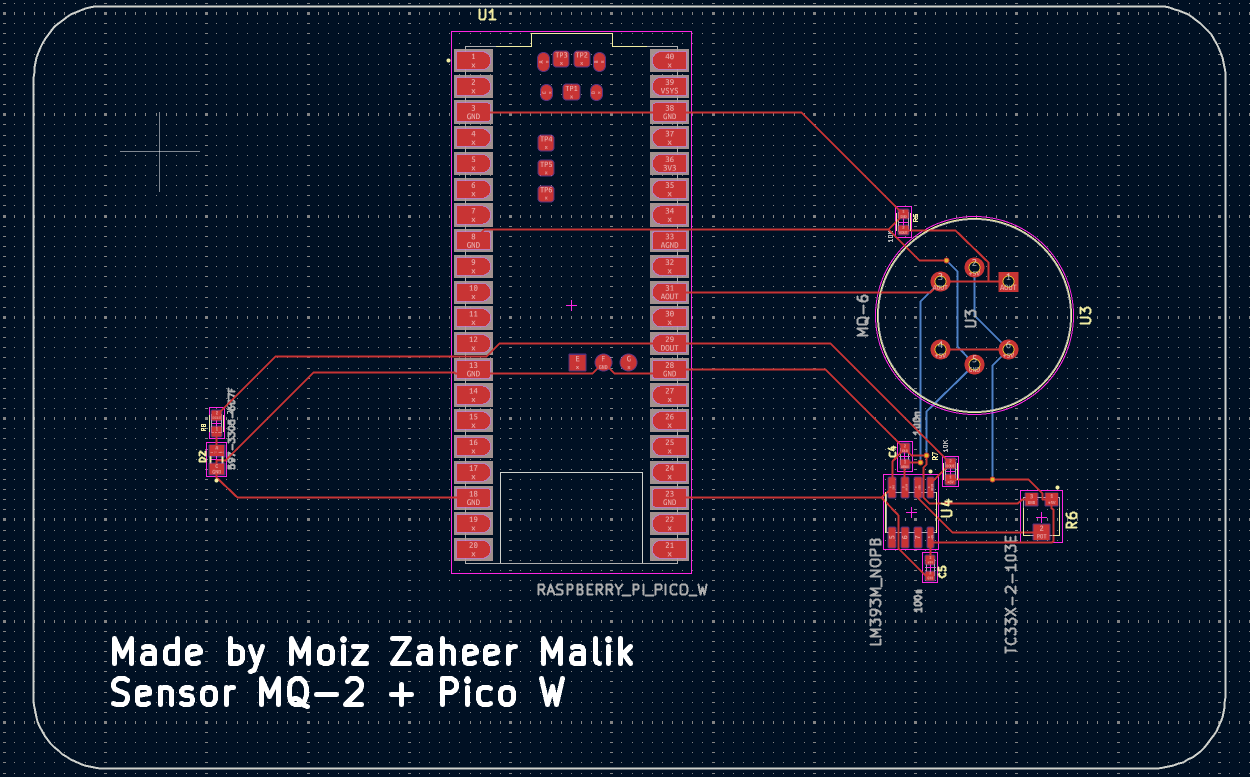 U1
1
x
TP3
TP2
40
x
2
x
TP1
x
39
VSYS
3
GND
38
GND
4
x
TP4
x
37
x
5
x
TP5
x
36
3V3
6
x
TP6
x
35
x
7
x
34
x
R5
8
GND
33
AGND
10K
9
x
32
x
10
x
31
AOUT
MQ-6
U3
U3
11
x
30
x
12
x
29
DOUT
13
GND
E
x
F
G
x
28
GND
14
x
27
x
15
x
26
x
R8
100n
16
x
25
x
D2
C4
R7
10K
17
x
24
x
18
GND
23
GND
U4
R6
19
x
22
x
20
x
21
x
2
POT
C5
RASPBERRY_PI_PICO_W
100n
LM393M_NOPB
TC33X-2-103E
Made by Moiz Zaheer Malik
Sensor MQ-2 + Pico W